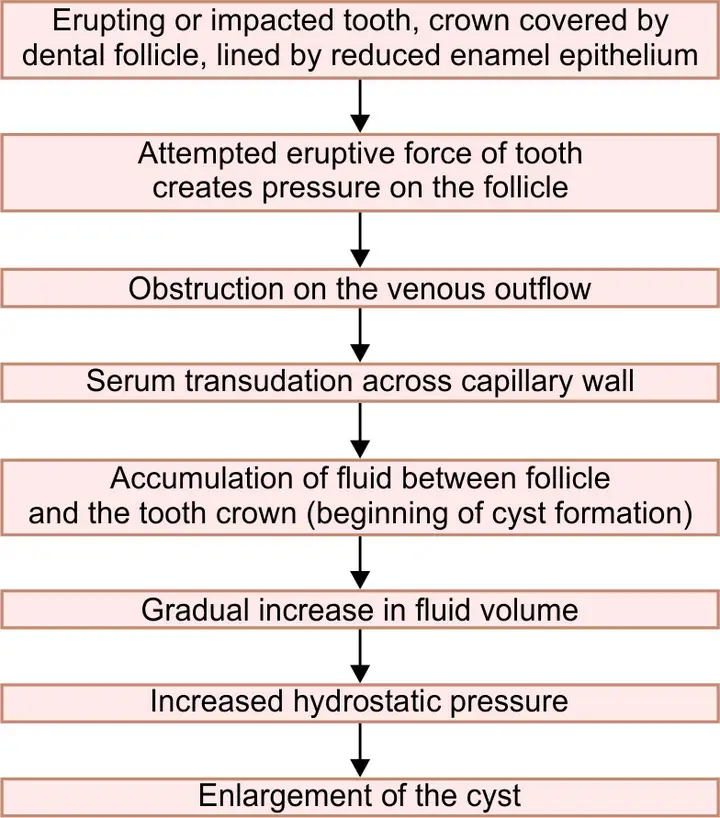 Erupting or impacted tooth, crown covered by
dental follicle, lined by reduced enamel epithelium
Attempted eruptive force of tooth
creates pressure on the follicle
Obstruction on the venous outflow
Serum transudation across capillary wall
Accumulation of fluid between follicle
and the tooth crown (beginning of cyst formation)
Gradual increase in fluid volume
Increased hydrostatic pressure
Enlargement of the cyst